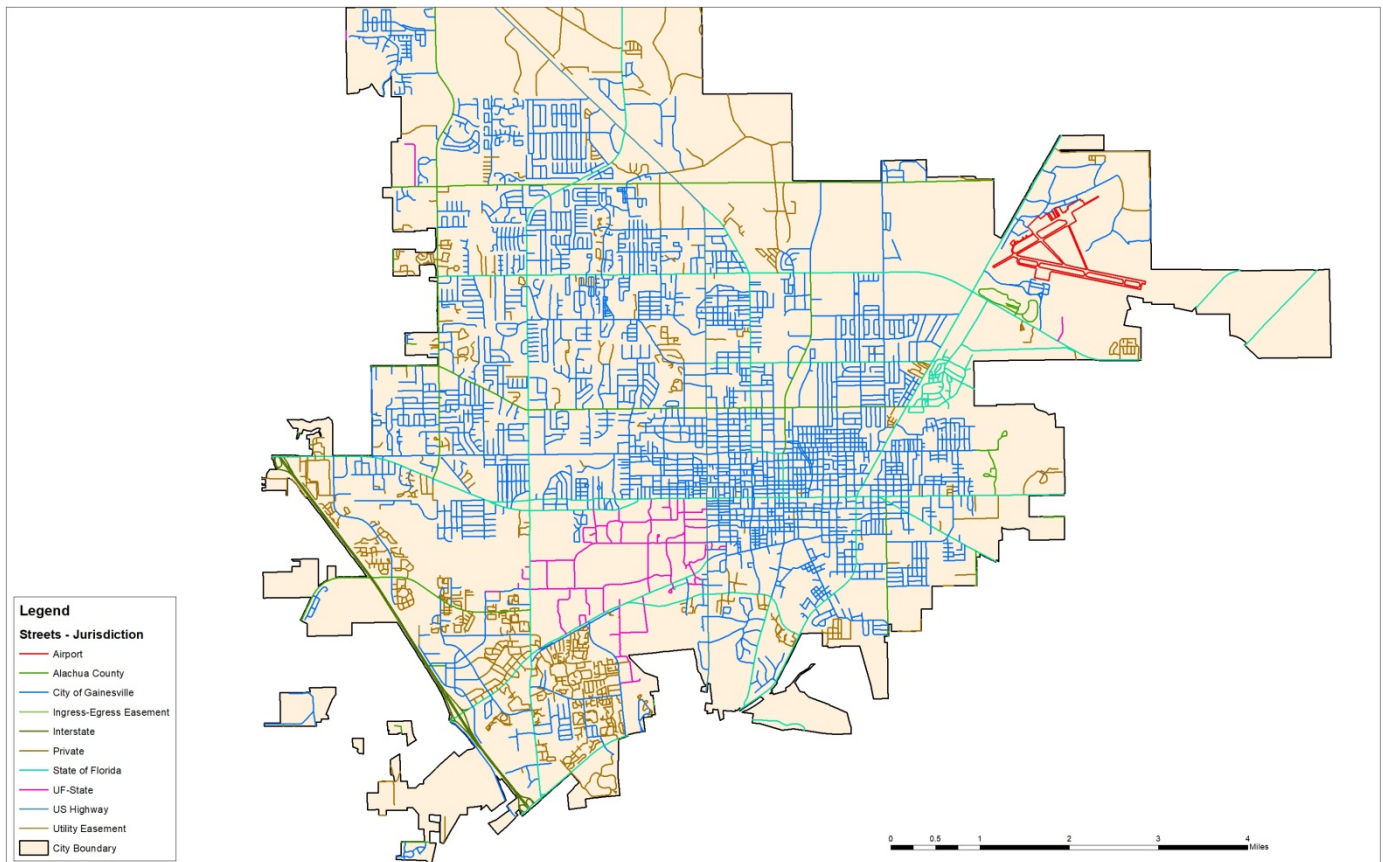 Legend
Streets - Jurisdiction
Airport
Alachua County
City of Gainesville
Ingress-Egress Easement
Interstate
Private
State of Florida
UF-State
US Highway
Utility Easement
City Boundary
0 0.5 1 2 3 4
Miles